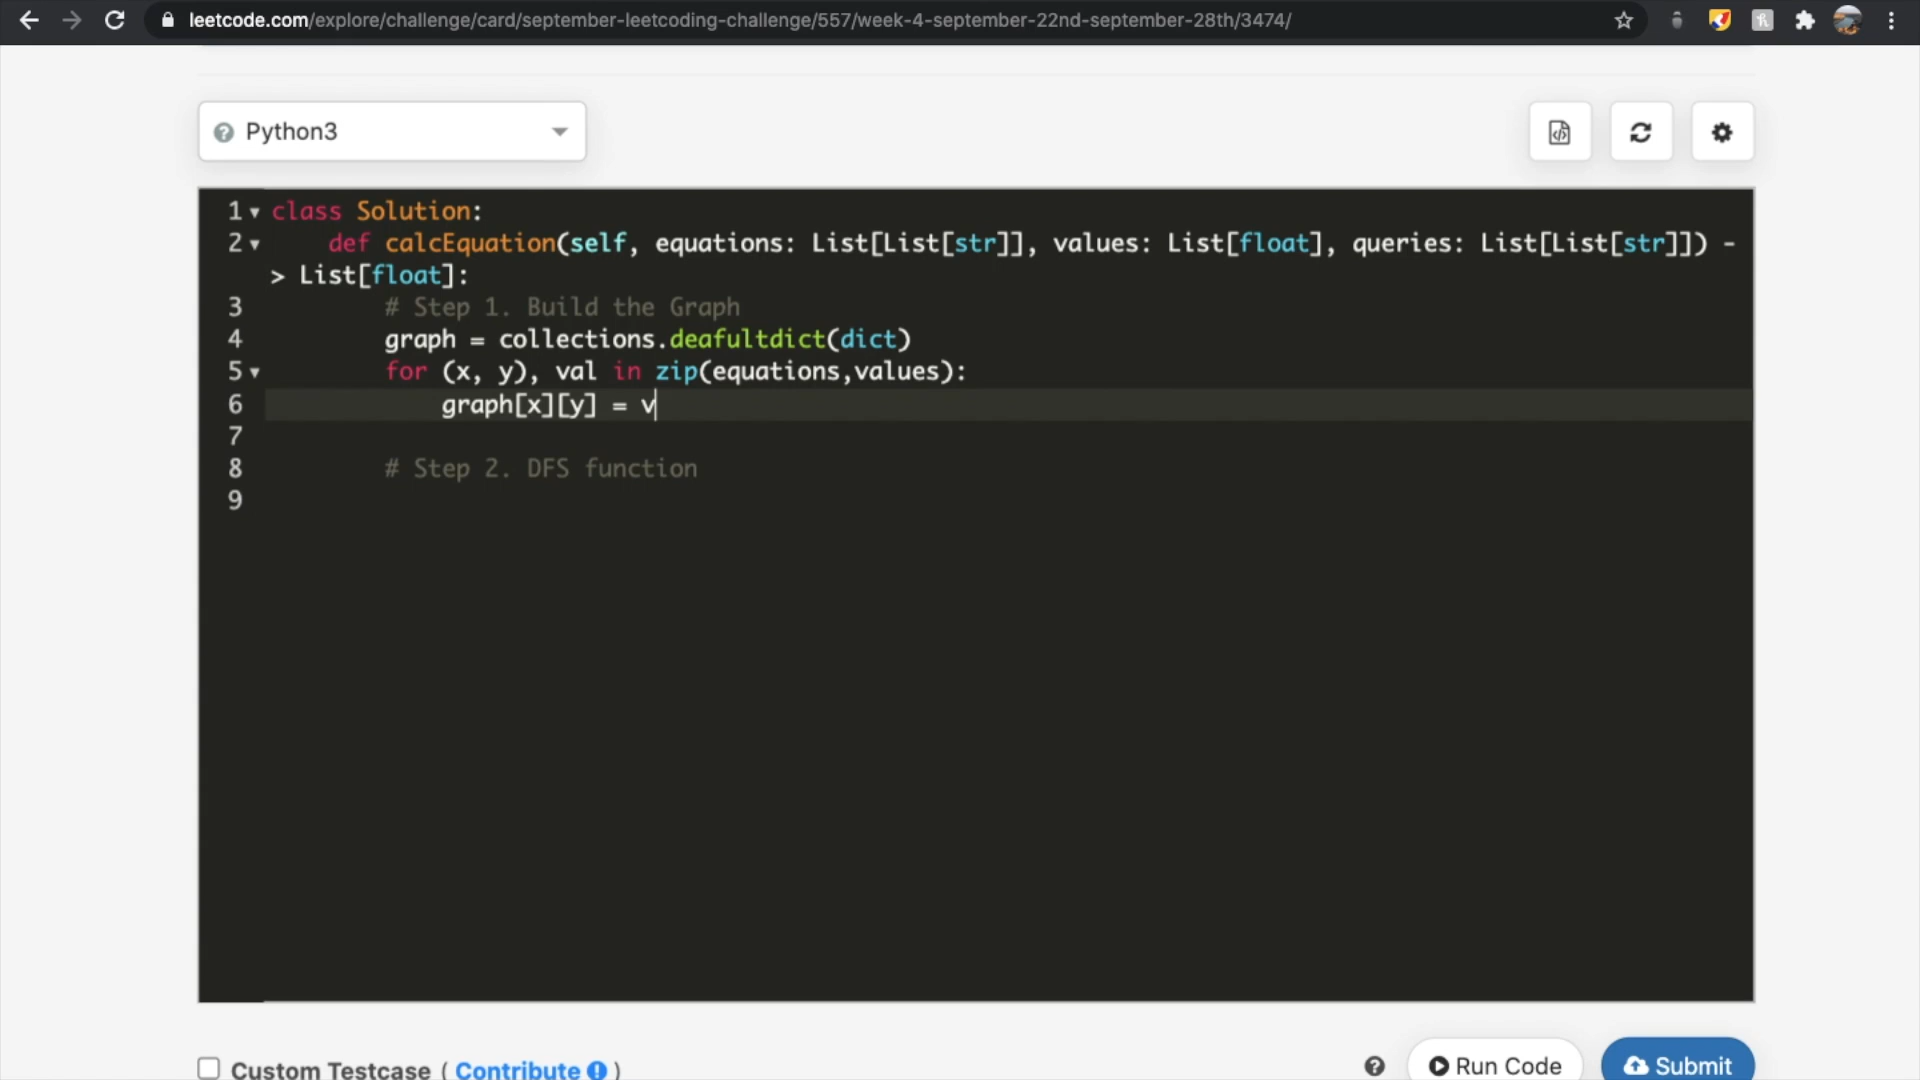 leetcode.com/explore/challenge/card/september-leetcoding-challenge/557/week-4-september-22nd-september-28th/3474/
Python3
1 class Solution:
2 def calcEquation(self, equations: List[List[str]], values: List[float], queries: List[List[str]]) -
> List[float]:
3 # Step 1. Build the Graph
4 graph = collections.deafultdict(dict)
5 for (x, y), val in zip(equations,values):
6 graph[x][y] = v
7
8 # Step 2. DFS function
9
Custom Testcase ( Contribute )
Run Code
Submit